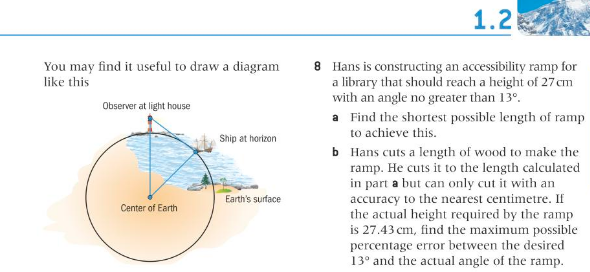 1.2
You may find it useful to draw a diagram
like this
Observer at light house
Ship at horizon
Earth's surface
Center of Earth
8 Hans is constructing an accessibility ramp for
a library that should reach a height of 27 cm
with an angle no greater than 13°.
a Find the shortest possible length of ramp
to achieve this.
b Hans cuts a length of wood to make the
ramp. He cuts it to the length calculated
in part a but can only cut it with an
accuracy to the nearest centimetre. If
the actual height required by the ramp
is 27.43 cm, find the maximum possible
percentage error between the desired
13° and the actual angle of the ramp.